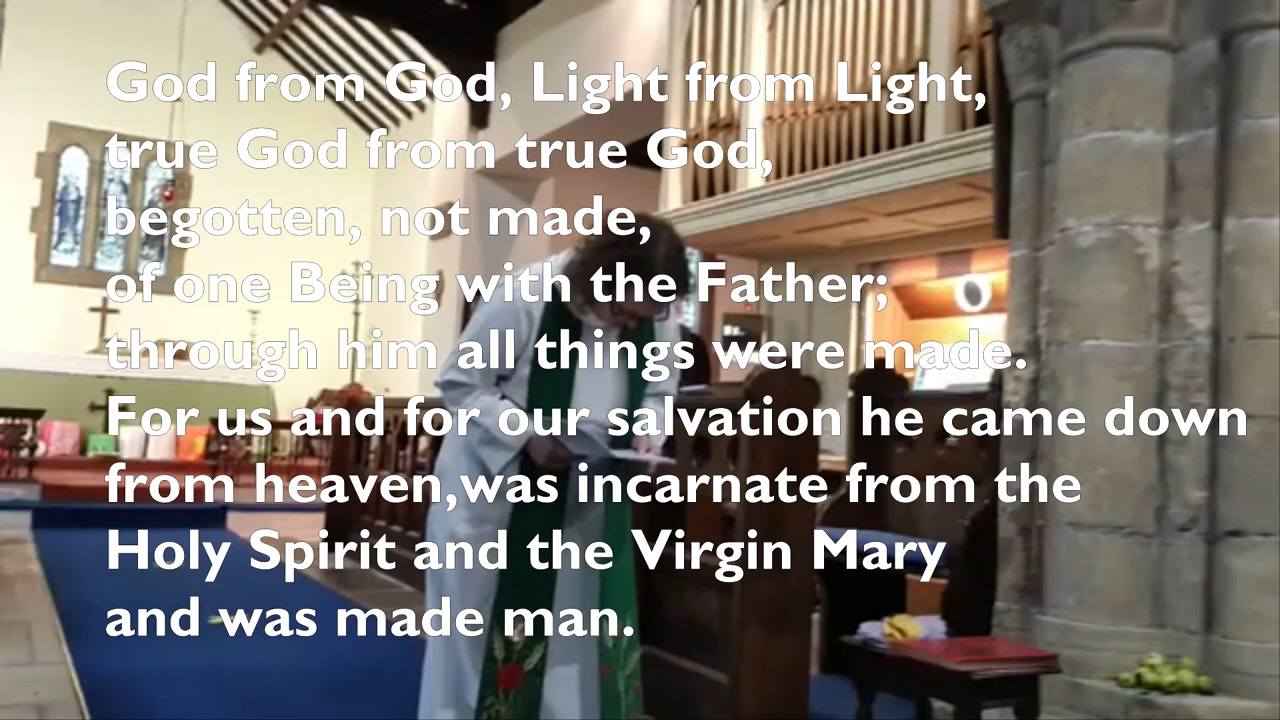 God from God, Light from Light,
true God from true God,
begotten, not made,
of one Being with the Father;
through him all things were made.
For us and for our salvation he came down
from heaven,was incarnate from the
Holy Spirit and the Virgin Mary
and was made man.